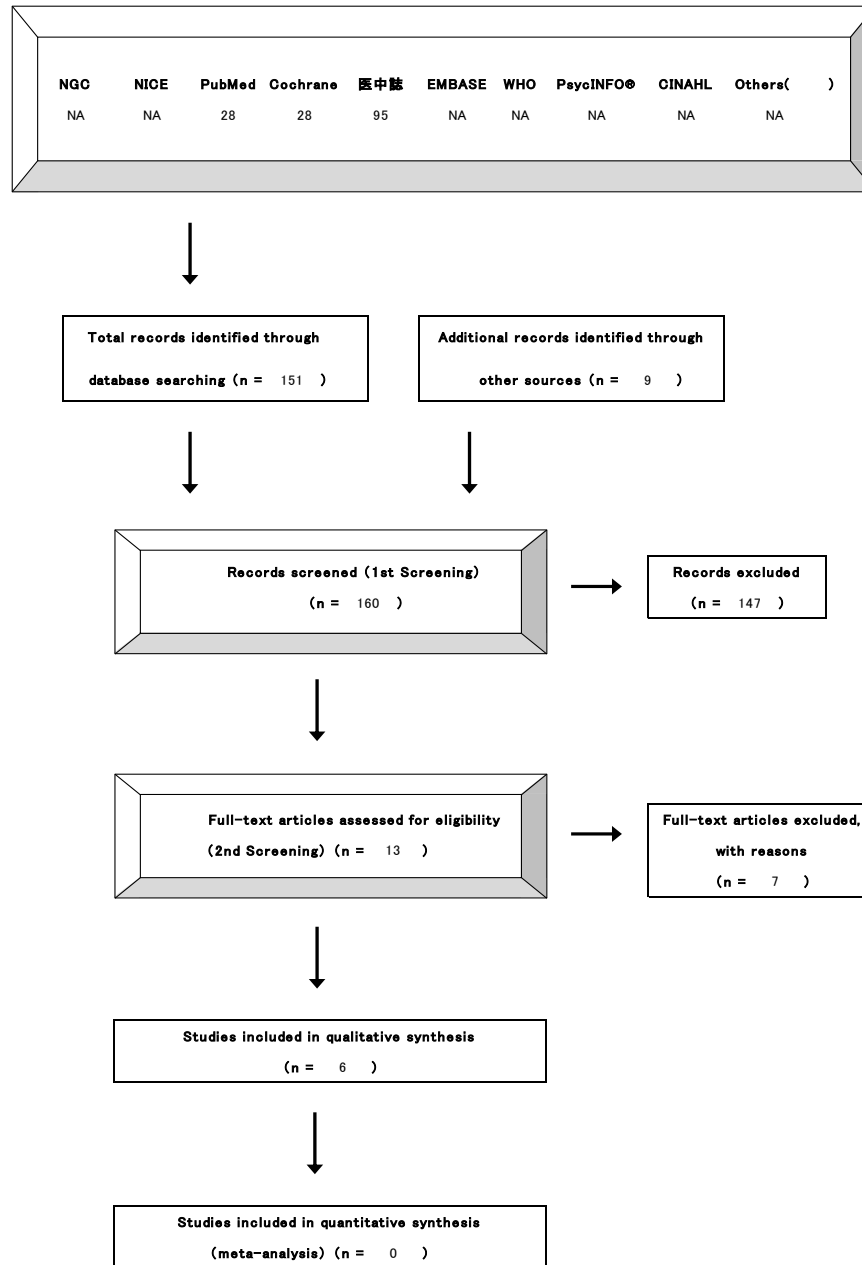 NGC NICE PubMed Cochrane 医中誌 EMBASE WHO PsycINFO® CINAHL Others( )
NA NA 28 28 95 NA NA NA NA NA
Total records identified through
database searching (n = 151 )
Additional records identified through
other sources (n = 9 )
Records screened (1st Screening)
(n = 160 )
Records excluded
(n = 147 )
Full-text articles assessed for eligibility
(2nd Screening) (n = 13 )
Full-text articles excluded,
with reasons
(n = 7 )
Studies included in qualitative synthesis
(n = 6 )
Studies included in quantitative synthesis
(meta-analysis) (n = 0 )